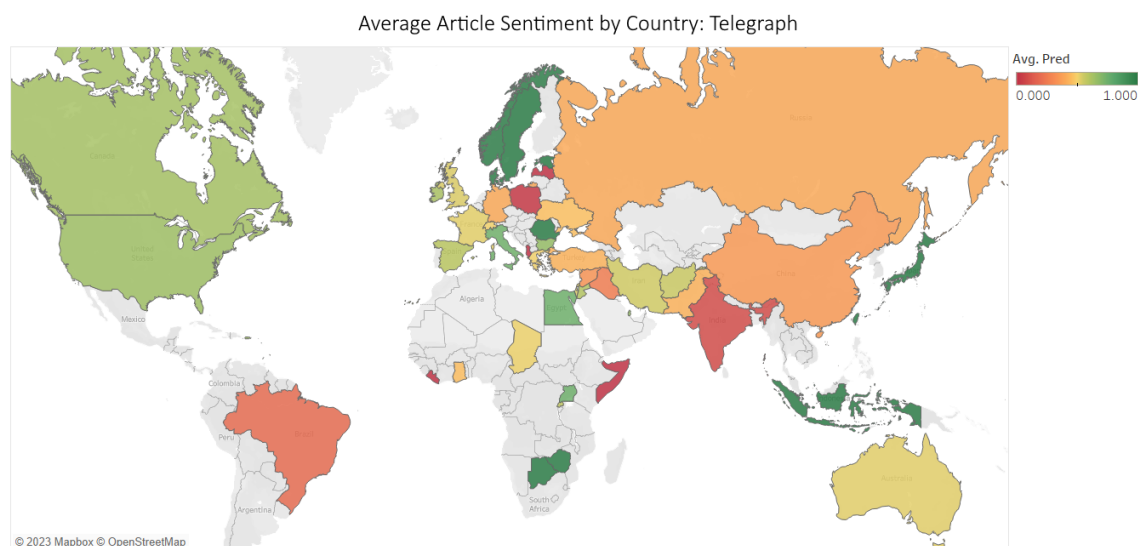 Average Article Sentiment by Country: Telegraph
Avg. Pred
0.000 1.000
Canada
Russia
United
States
China
Algeria
Mexico
India
Colombia
Brazil
Peru
Australia
South
Africa
Argentina
© 2023 Mapbox © OpenStreetMap